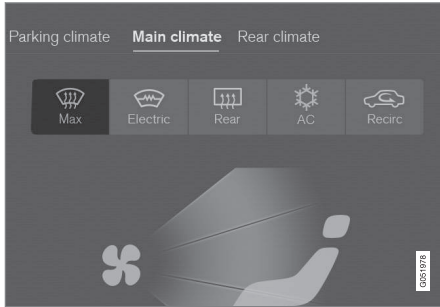 Parking climate Main climate Rear climate
Max Electric Rear AC Recirc
G051978